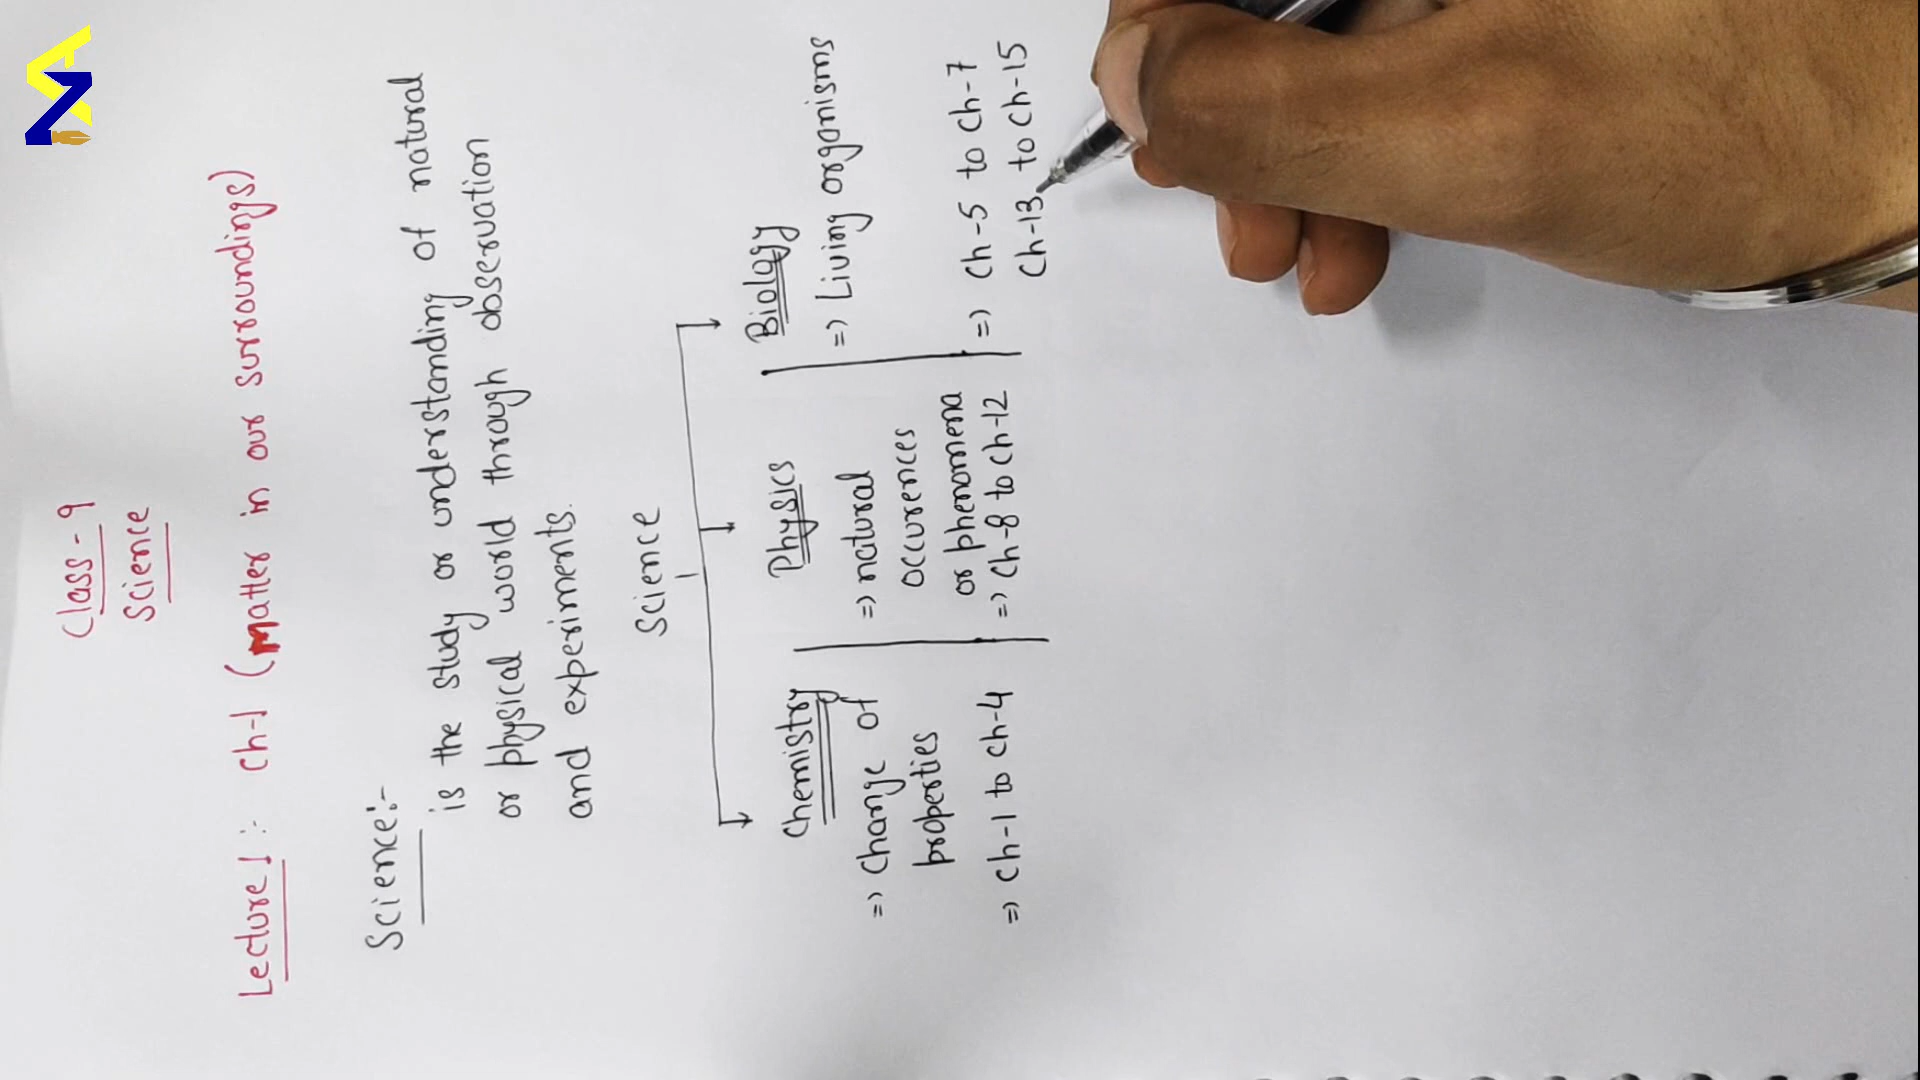 Class - 9
Science
Lecture 1 :- Ch-1 (Matter in our surroundings)
Science:-
is the study or understanding of natural
or physical world through observation
and experiments.
Science
Chemistry
=> Change of
properties
=> Ch-1 to Ch-4
Physics
=> natural
occurences
or phenomena
=> Ch-8 to Ch-12
Biology
=> Living organisms
=> Ch-5 to Ch-7
Ch-13, to Ch-15